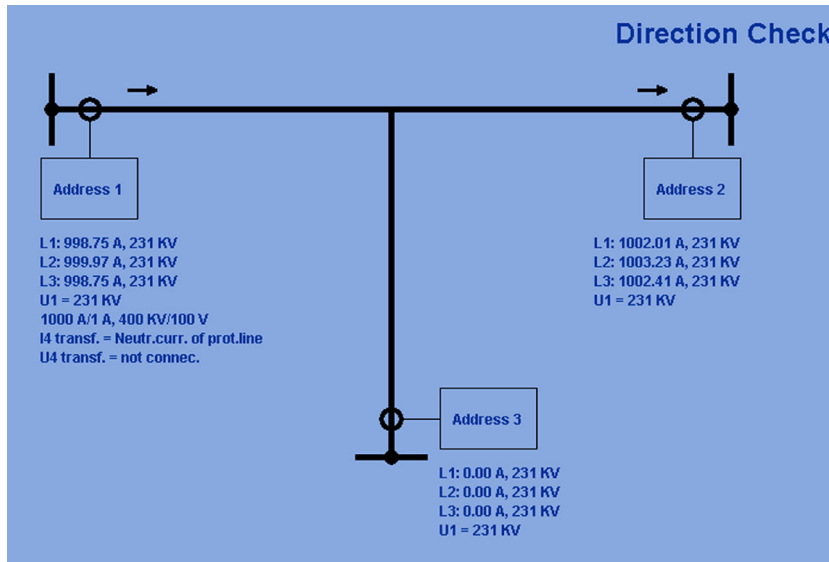 Direction Check
Address 1
L1: 998.75 A, 231 KV
L2: 999.97 A, 231 KV
L3: 998.75 A, 231 KV
U1 = 231 KV
1000 A/1 A, 400 KV/100 V
I4 transf. = Neutr.curr. of prot.line
U4 transf. = not connec.
Address 2
L1: 1002.01 A, 231 KV
L2: 1003.23 A, 231 KV
L3: 1002.41 A, 231 KV
U1 = 231 KV
Address 3
L1: 0.00 A, 231 KV
L2: 0.00 A, 231 KV
L3: 0.00 A, 231 KV
U1 = 231 KV